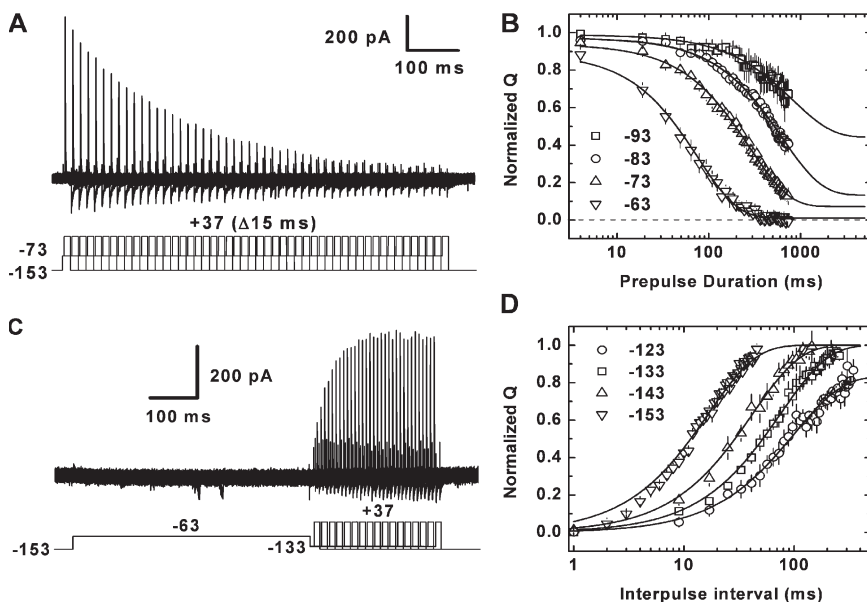 A
200 pA
100 ms
+37 (Δ15 ms)
-73
-153
B
Normalized Q
1.0
0.8
0.6
0.4
0.2
0.0
-93
-83
-73
-63
10
100
1000
Prepulse Duration (ms)
C
200 pA
100 ms
-63
+37
-153
-133
D
Normalized Q
1.0
0.8
0.6
0.4
0.2
0.0
-123
-133
-143
-153
1
10
100
Interpulse interval (ms)